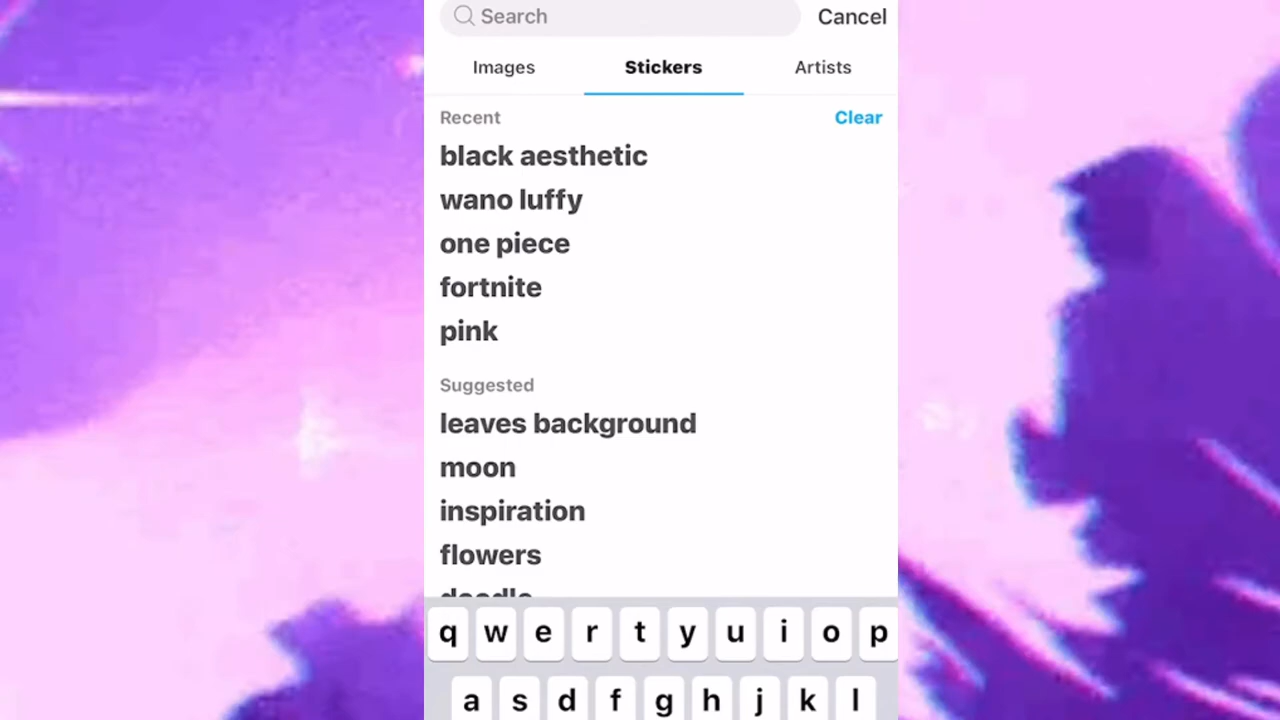 Search Cancel
Images Stickers Artists
Recent Clear
black aesthetic
wano luffy
one piece
fortnite
pink
Suggested
leaves background
moon
inspiration
flowers
doodle
q w e r t y u i o p
a s d f g h j k l